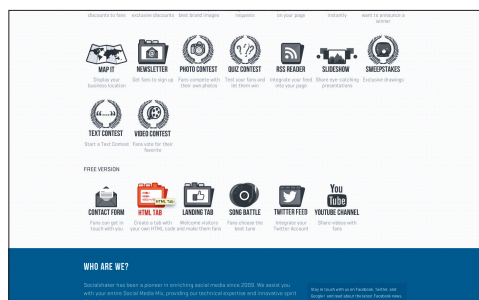 discounts to fans exclusive discounts best brand images requests on your page instantly want to announce a
winner
MAP IT NEWSLETTER PHOTO CONTEST QUIZ CONTEST RSS READER SLIDESHOW SWEEPSTAKES
Display your Get fans to sign up Fans compete with Test your fans and Integrate your feed Share eye-catching Exclusive drawings
business location their own photos let them win into your page presentations
TEXT CONTEST VIDEO CONTEST
Start a Text Contest Fans vote for their
favorite
FREE VERSION
You
Tube
CONTACT FORM HTML TAB LANDING TAB SONG BATTLE TWITTER FEED YOUTUBE CHANNEL
HTML Tab
Fans can get in Create a tab with Welcome visitors Fans choose the Integrate your Share videos with
touch with you your own HTML code and make them fans best tune Twitter Account fans
WHO ARE WE?
Socialshaker has been a pioneer in enriching social media since 2009. We assist you
with your entire Social Media Mix, providing our technical expertise and innovative spirit
Stay in touch with us on Facebook, Twitter, and
Google+ and read about the latest Facebook news.